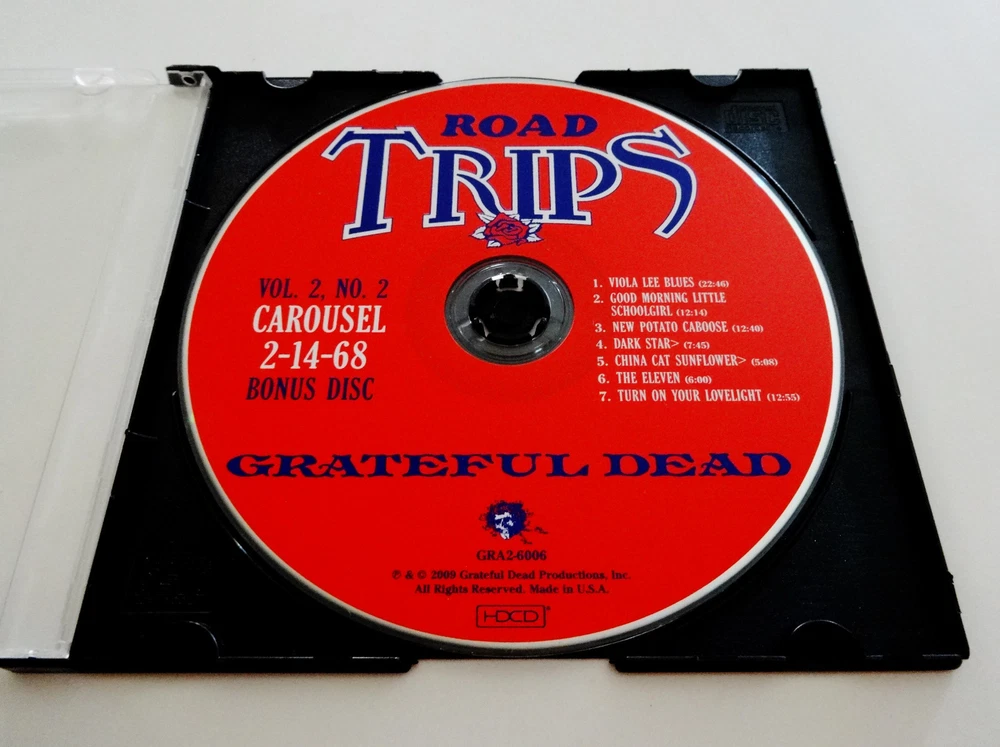 ROAD
TRIPS
VOL. 2, NO. 2
CAROUSEL
2-14-68
BONUS DISC
1. VIOLA LEE BLUES (22:46)
2. GOOD MORNING LITTLE
SCHOOLGIRL (12:14)
3. NEW POTATO CABOOSE (12:40)
4. DARK STAR> (7:45)
5. CHINA CAT SUNFLOWER> (5:08)
6. THE ELEVEN (6:00)
7. TURN ON YOUR LOVELIGHT (12:55)
GRATEFUL DEAD
GRA2-6006
℗ & © 2009 Grateful Dead Productions, Inc.
All Rights Reserved. Made in U.S.A.
HDCD®